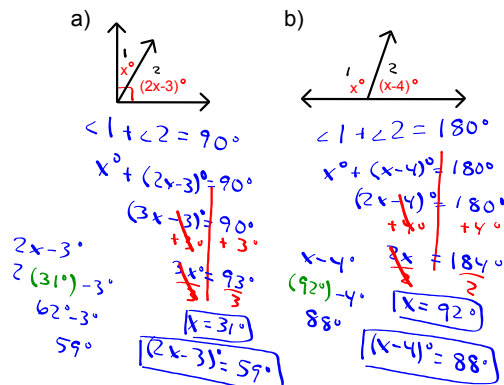 a)
1
2
x°
(2x-3)°
<1 + <2 = 90°
x° + (2x-3)° = 90°
(3x-3)° = 90°
+3° +3°
3x° = 93°
3 3
x = 31°
(2x-3)° = 59°
2x-3°
2(31°)-3°
62°-3°
59°
b)
1
2
x°
(x-4)°
<1 + <2 = 180°
x° + (x-4)° = 180°
(2x-4)° = 180°
+4° +4°
2x = 184°
2 2
x = 92°
(x-4)° = 88°
x-4°
(92°)-4°
88°